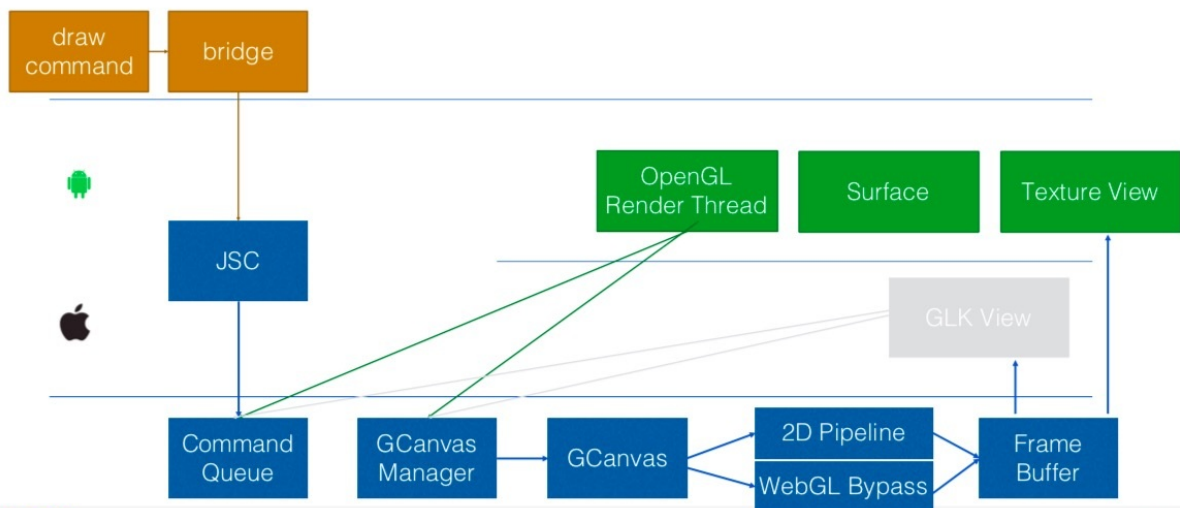 draw
command
bridge
OpenGL
Render Thread
Surface
Texture View
JSC
GLK View
Command
Queue
GCanvas
Manager
GCanvas
2D Pipeline
WebGL Bypass
Frame
Buffer